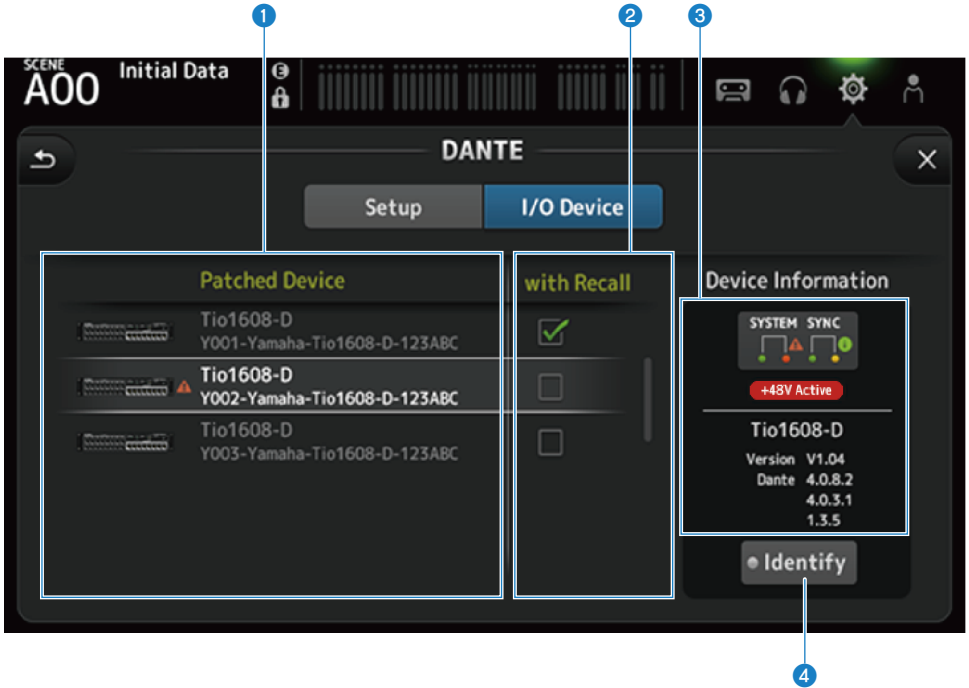 1
2
3
SCENE
A00
Initial Data
E
DANTE
Setup
I/O Device
Patched Device
with Recall
Device Information
Tio1608-D
Y001-Yamaha-Tio1608-D-123ABC
Tio1608-D
Y002-Yamaha-Tio1608-D-123ABC
Tio1608-D
Y003-Yamaha-Tio1608-D-123ABC
SYSTEM SYNC
+48V Active
Tio1608-D
Version V1.04
Dante 4.0.8.2
4.0.3.1
1.3.5
Identify
4